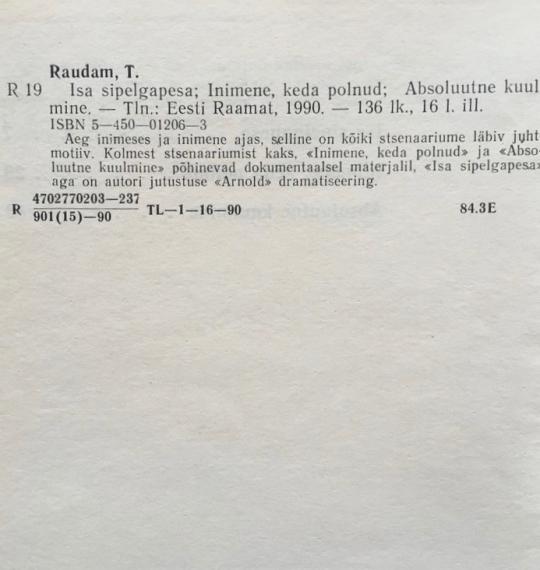 Raudam, T.
R 19 Isa sipelgapesa; Inimene, keda polnud; Absoluutne kuul
mine. — Tln.: Eesti Raamat, 1990. — 136 lk., 16 l. ill.
ISBN 5—450—01206—3
Aeg inimeses ja inimene ajas, selline on kõiki stsenaariume läbiv juht
motiiv. Kolmest stsenaariumist kaks, «Inimene, keda polnud» ja «Abso-
luutne kuulmine» põhinevad dokumentaalsel materjalil, «Isa sipelgapesa»
aga on autori jutustuse «Arnold» dramatiseering.
R 4702770203—237
901(15)—90 TL—1—16—90 84.3E